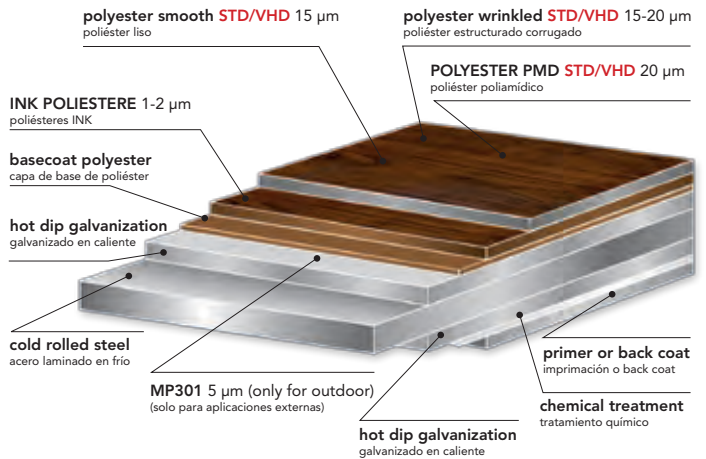 polyester smooth STD/VHD 15 µm
poliéster liso
polyester wrinkled STD/VHD 15-20 µm
poliéster estructurado corrugado
POLYESTER PMD STD/VHD 20 µm
poliéster poliamídico
INK POLIESTERE 1-2 µm
poliésteres INK
basecoat polyester
capa de base de poliéster
hot dip galvanization
galvanizado en caliente
cold rolled steel
acero laminado en frío
MP301 5 µm (only for outdoor)
(solo para aplicaciones externas)
hot dip galvanization
galvanizado en caliente
primer or back coat
imprimación o back coat
chemical treatment
tratamiento químico